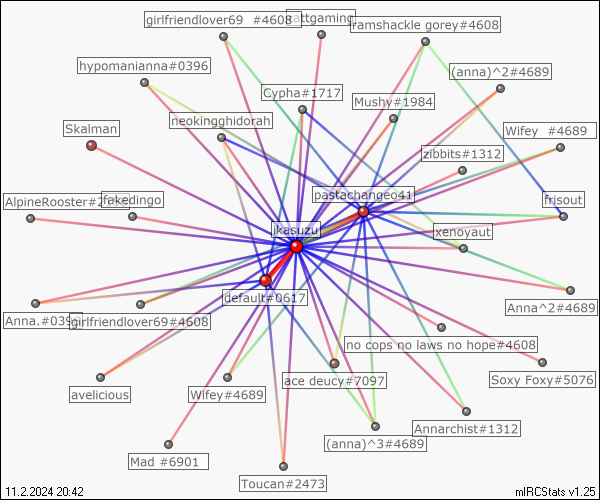 girlfriendlover69 #4608
attgaming
ramshackle gorey#4608
hypomanianna#0396
(anna)^2#4689
Cypha#1717
Mushy#1984
neokingghidorah
Skalman
Wifey #4689
zibbits#1312
pastachangeo41
AlpineRooster#2
fakedingo
frisout
jkasuzu
xenoyaut
default#0617
Anna.#039
girlfriendlover69#4608
Anna^2#4689
no cops no laws no hope#4608
ace deucy#7097
Soxy Foxy#5076
avelicious
Wifey#4689
Annarchist#1312
(anna)^3#4689
Mad #6901
Toucan#2473
11.2.2024 20:42
mIRCStats v1.25